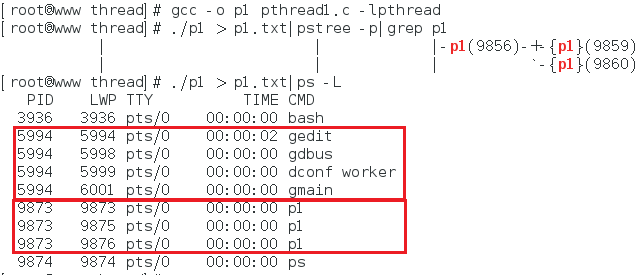 [root@www thread]# gcc -o p1 pthread1.c -lpthread
[root@www thread]# ./p1 > p1.txt|pstree -p|grep p1
| | |-p1(9856)-+-{p1}(9859)
| | `-{p1}(9860)
[root@www thread]# ./p1 > p1.txt|ps -L
PID LWP TTY TIME CMD
3936 3936 pts/0 00:00:00 bash
5994 5994 pts/0 00:00:02 gedit
5994 5998 pts/0 00:00:00 gdbus
5994 5999 pts/0 00:00:00 dconf worker
5994 6001 pts/0 00:00:00 gmain
9873 9873 pts/0 00:00:00 p1
9873 9875 pts/0 00:00:00 p1
9873 9876 pts/0 00:00:00 p1
9874 9874 pts/0 00:00:00 ps